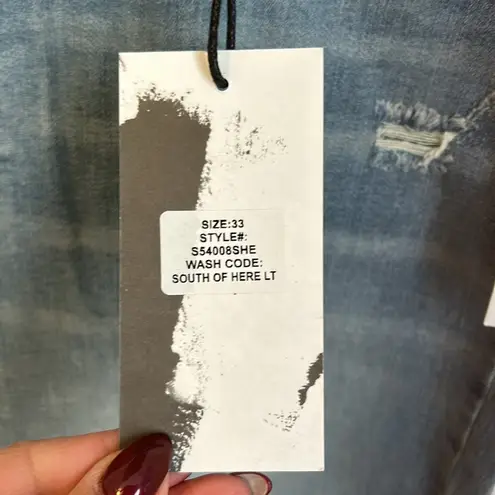 SIZE:33
STYLE#:
S54008SHE
WASH CODE:
SOUTH OF HERE LT